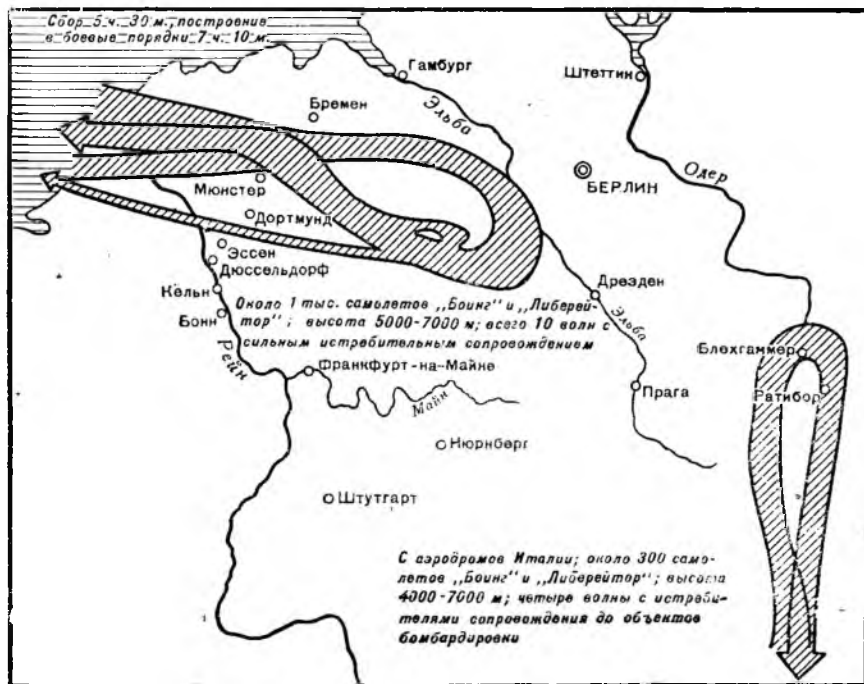 Сбор 5 ч. 30 м., построение
в боевые порядки 7 ч. 10 м.
Гамбург
Штеттин
Бремен
Эльба
Одер
БЕРЛИН
Мюнстер
Дортмунд
Эссен
Дюссельдорф
Кельн
Бонн
Рейн
Дрезден
Эльба
Около 1 тыс. самолетов „Боинг" и „Либерей-
тор"; высота 5000-7000 м; всего 10 волн с
сильным истребительным сопровождением
Франкфурт-на-Майне
Майн
Прага
Блехгаммер
Ратибор
Нюрнберг
Штутгарт
С аэродромов Италии; около 300 само-
летов „Боинг" и „Либерейтор"; высота
4000-7000 м; четыре волны с истреби-
телями сопровождения до объектов
бомбардировки